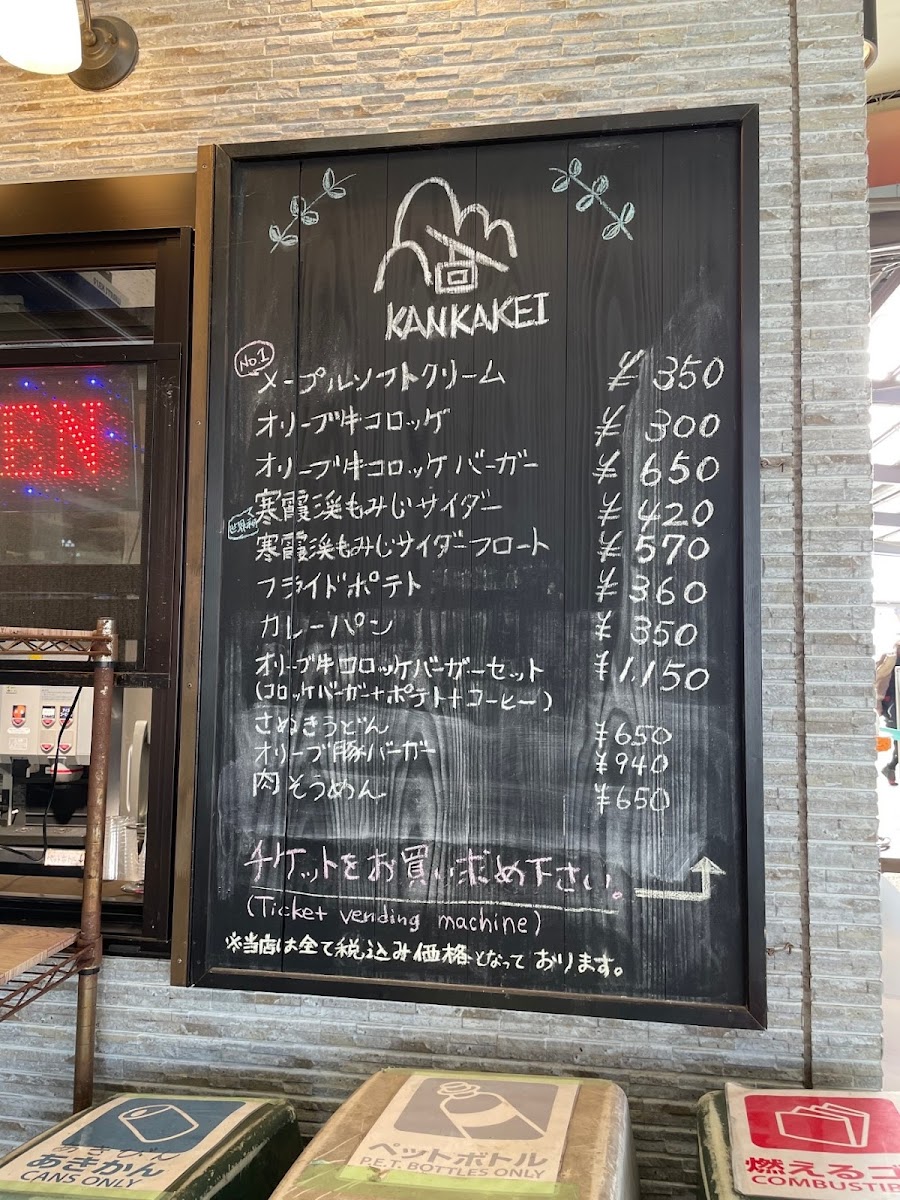 KANKAKEI
No.1
メープルソフトクリーム ¥350
オリーブ牛コロッケ ¥300
オリーブ牛コロッケバーガー ¥650
寒霞渓もみじサイダー ¥420
寒霞渓もみじサイダーフロート ¥570
フライドポテト ¥360
カレーパン ¥350
オリーブ牛コロッケバーガーセット ¥1,150
(コロッケバーガー+ポテト+コーヒー)
さぬきうどん ¥650
オリーブ豚バーガー ¥940
肉そうめん ¥650
チケットをお買い求め下さい。
(Ticket vending machine)
※当店は全て税込み価格となっております。
EN
あきかん
CANS ONLY
ペットボトル
P.E.T. BOTTLES ONLY
燃えるゴ
COMBUSTIB